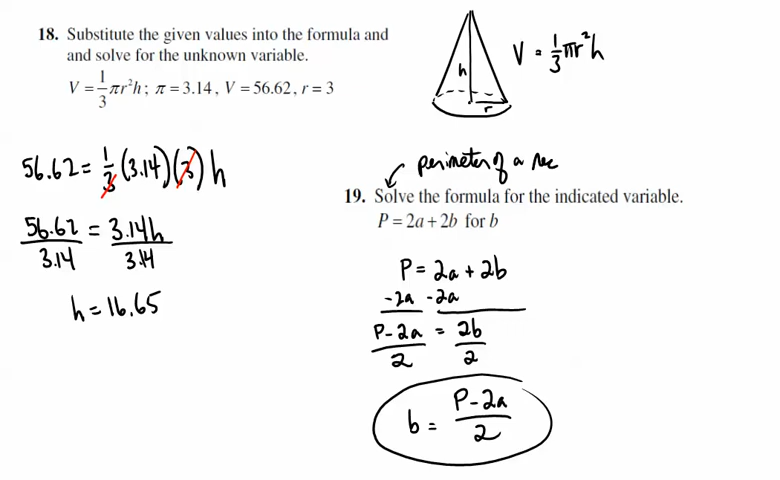 18. Substitute the given values into the formula and
and solve for the unknown variable.
V = 1/3 πr²h; π = 3.14, V = 56.62, r = 3
h
r
V = 1/3 πr²h
56.62 = 1/3 (3.14)(3) h
56.62/3.14 = 3.14h/3.14
h = 16.65
perimeter of a rec
19. Solve the formula for the indicated variable.
P = 2a + 2b for b
P = 2a + 2b
-2a -2a
P - 2a/2 = 2b/2
b = P - 2a/2